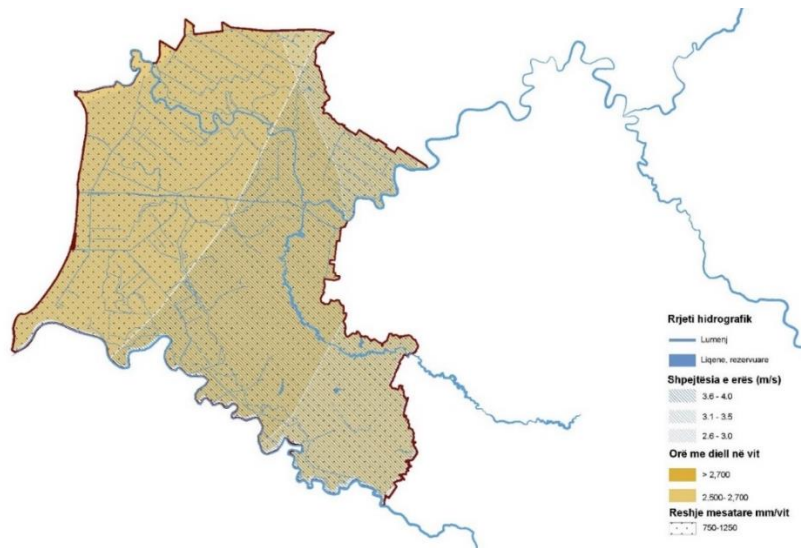 Rrjeti hidrografik
Lumenj
Liqene, rezervuare
Shpejtësia e erës (m/s)
3.6 - 4.0
3.1 - 3.5
2.6 - 3.0
Orë me diell në vit
> 2,700
2,500- 2,700
Reshje mesatare mm/vit
750-1250